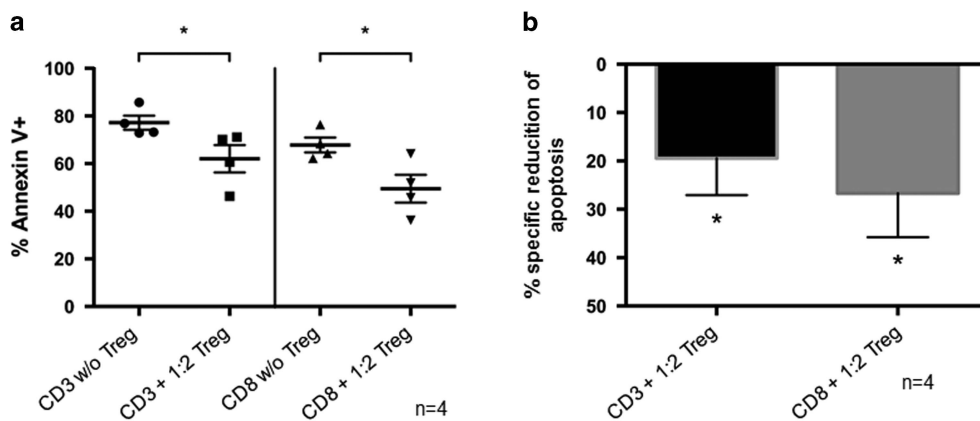 a
*
*
% Annexin V+
100
80
60
40
20
0
CD3 w/o Treg
CD3 + 1:2 Treg
CD8 w/o Treg
CD8 + 1:2 Treg
n=4
b
% specific reducition of
apoptosis
0
10
20
30
40
50
*
*
CD3 + 1:2 Treg
CD8 + 1:2 Treg
n=4